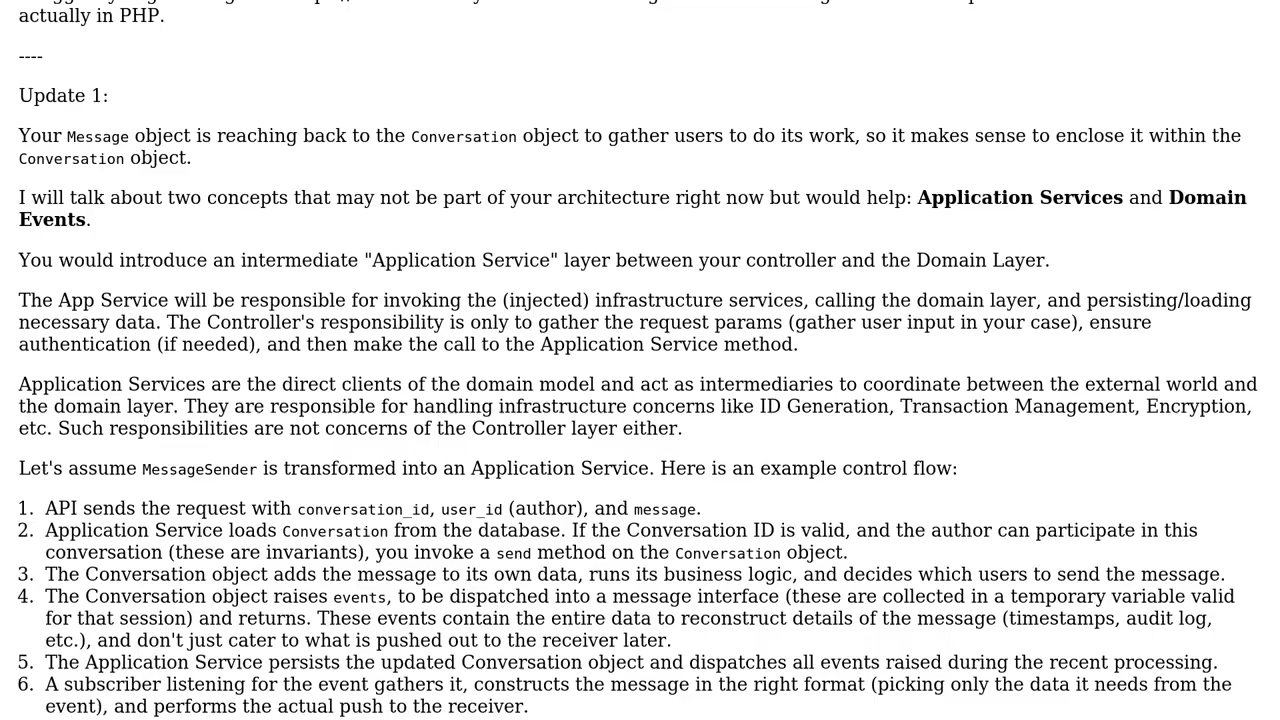 actually in PHP.
----
Update 1:
Your Message object is reaching back to the Conversation object to gather users to do its work, so it makes sense to enclose it within the
Conversation object.
I will talk about two concepts that may not be part of your architecture right now but would help: Application Services and Domain
Events.
You would introduce an intermediate "Application Service" layer between your controller and the Domain Layer.
The App Service will be responsible for invoking the (injected) infrastructure services, calling the domain layer, and persisting/loading
necessary data. The Controller's responsibility is only to gather the request params (gather user input in your case), ensure
authentication (if needed), and then make the call to the Application Service method.
Application Services are the direct clients of the domain model and act as intermediaries to coordinate between the external world and
the domain layer. They are responsible for handling infrastructure concerns like ID Generation, Transaction Management, Encryption,
etc. Such responsibilities are not concerns of the Controller layer either.
Let's assume MessageSender is transformed into an Application Service. Here is an example control flow:
1. API sends the request with conversation_id, user_id (author), and message.
2. Application Service loads Conversation from the database. If the Conversation ID is valid, and the author can participate in this
conversation (these are invariants), you invoke a send method on the Conversation object.
3. The Conversation object adds the message to its own data, runs its business logic, and decides which users to send the message.
4. The Conversation object raises events, to be dispatched into a message interface (these are collected in a temporary variable valid
for that session) and returns. These events contain the entire data to reconstruct details of the message (timestamps, audit log,
etc.), and don't just cater to what is pushed out to the receiver later.
5. The Application Service persists the updated Conversation object and dispatches all events raised during the recent processing.
6. A subscriber listening for the event gathers it, constructs the message in the right format (picking only the data it needs from the
event), and performs the actual push to the receiver.